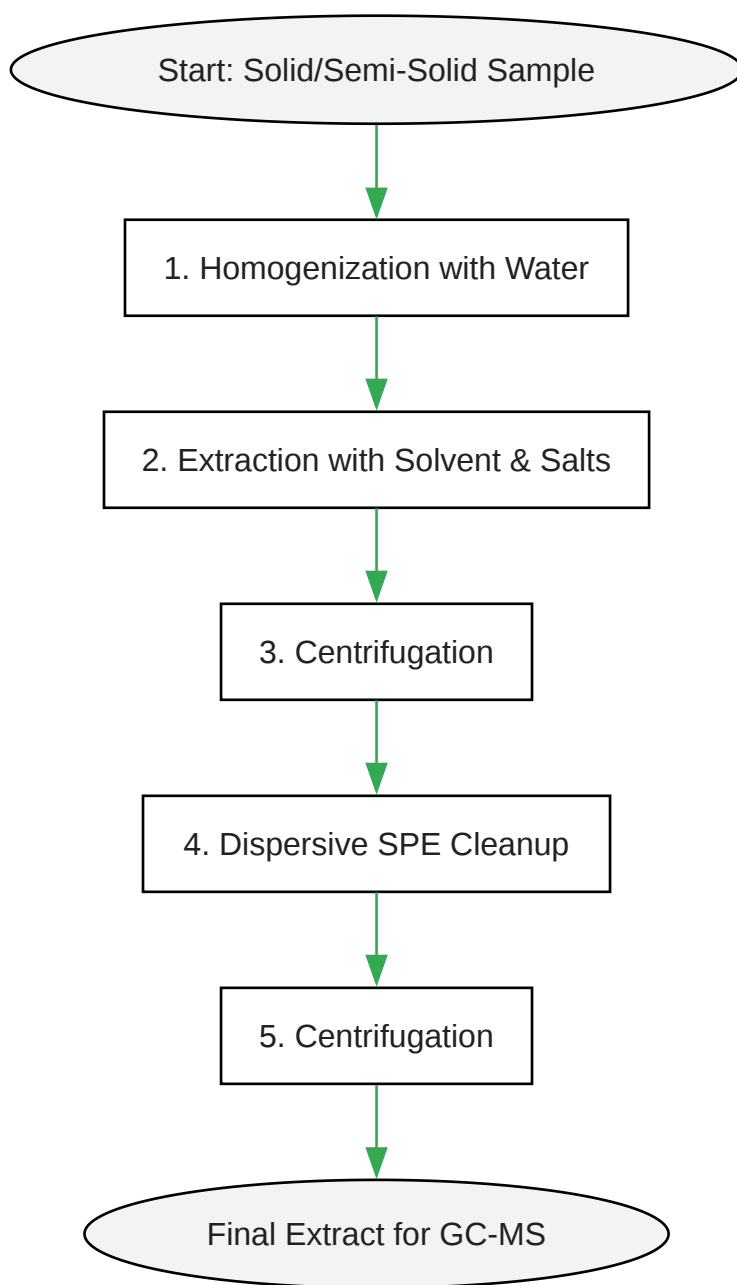 Start: Solid/Semi-Solid Sample
1. Homogenization with Water
2. Extraction with Solvent & Salts
3. Centrifugation
4. Dispersive SPE Cleanup
5. Centrifugation
Final Extract for GC-MS